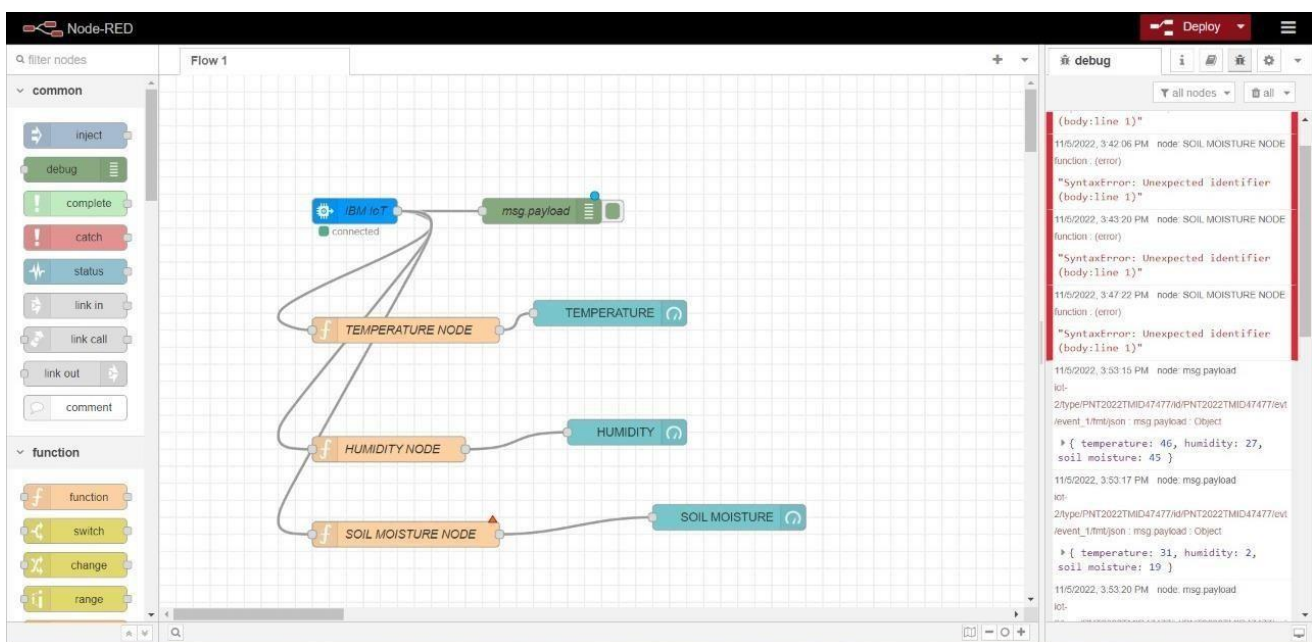 Node-RED
Deploy
filter nodes
Flow 1
debug
all nodes
all
common
inject
debug
complete
catch
status
link in
link call
link out
comment
function
function
switch
change
range
IBM IoT
connected
msg.payload
TEMPERATURE NODE
TEMPERATURE
HUMIDITY NODE
HUMIDITY
SOIL MOISTURE NODE
SOIL MOISTURE
(body:line 1)"
11/5/2022, 3:42:06 PM node: SOIL MOISTURE NODE
function : (error)
"SyntaxError: Unexpected identifier
(body:line 1)"
11/5/2022, 3:43:20 PM node: SOIL MOISTURE NODE
function : (error)
"SyntaxError: Unexpected identifier
(body:line 1)"
11/5/2022, 3:47:22 PM node: SOIL MOISTURE NODE
function : (error)
"SyntaxError: Unexpected identifier
(body:line 1)"
11/5/2022, 3:53:15 PM node: msg.payload
iot-
2/type/PNT2022TMID47477/id/PNT2022TMID47477/evt
/event_1/fmt/json : msg.payload : Object
{ temperature: 46, humidity: 27,
soil moisture: 45 }
11/5/2022, 3:53:17 PM node: msg.payload
iot-
2/type/PNT2022TMID47477/id/PNT2022TMID47477/evt
/event_1/fmt/json : msg.payload : Object
{ temperature: 31, humidity: 2,
soil moisture: 19 }
11/5/2022, 3:53:20 PM node: msg.payload
iot-